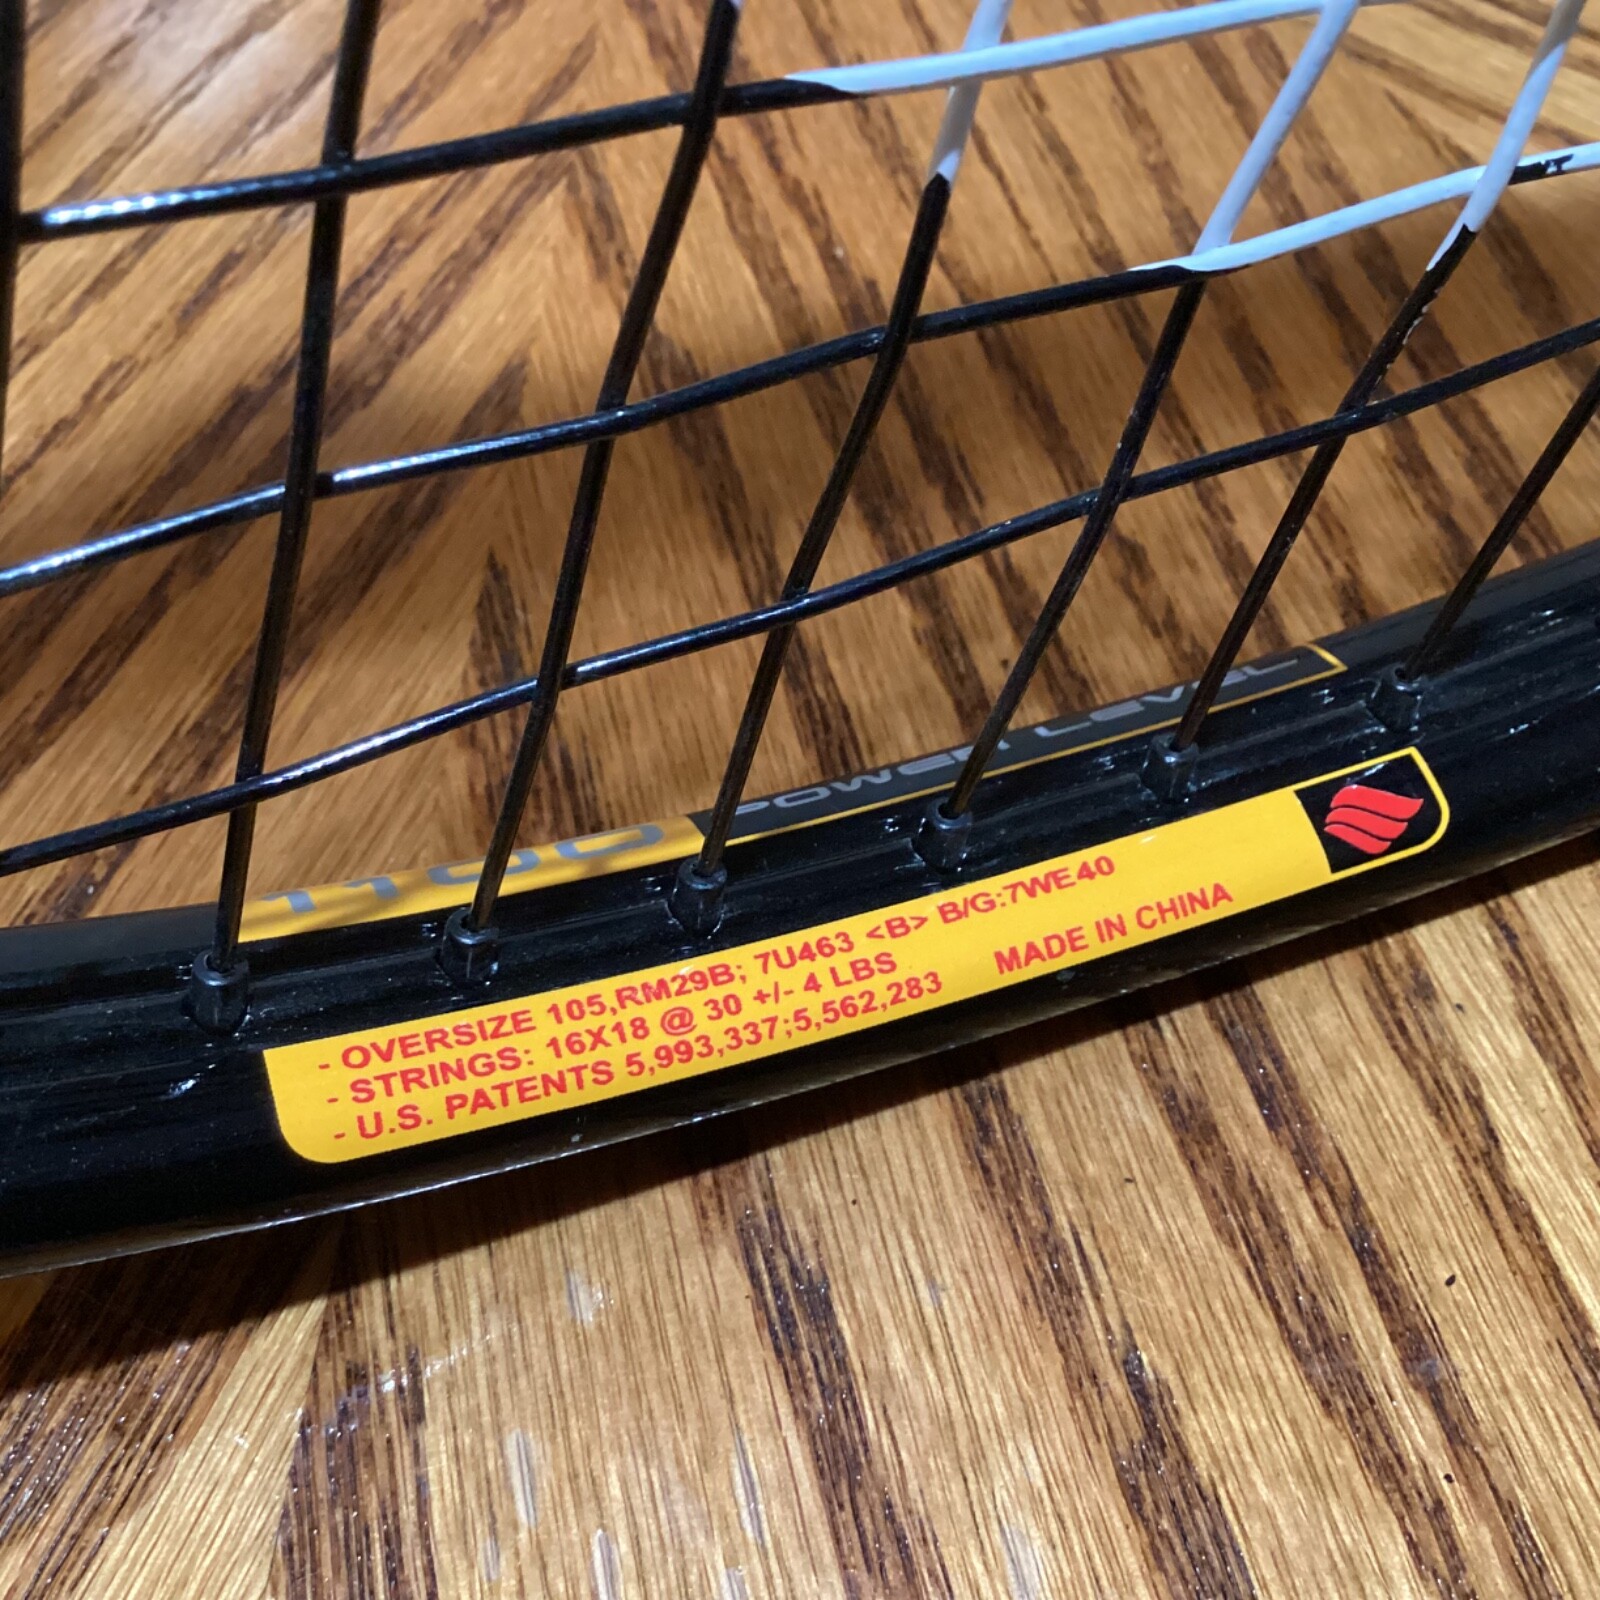 1100 POWER LEVEL
- OVERSIZE 105,RM29B; 7U463 <B> B/G:7WE40
- STRINGS: 16X18 @ 30 +/- 4 LBS
- U.S. PATENTS 5,993,337;5,562,283 MADE IN CHINA